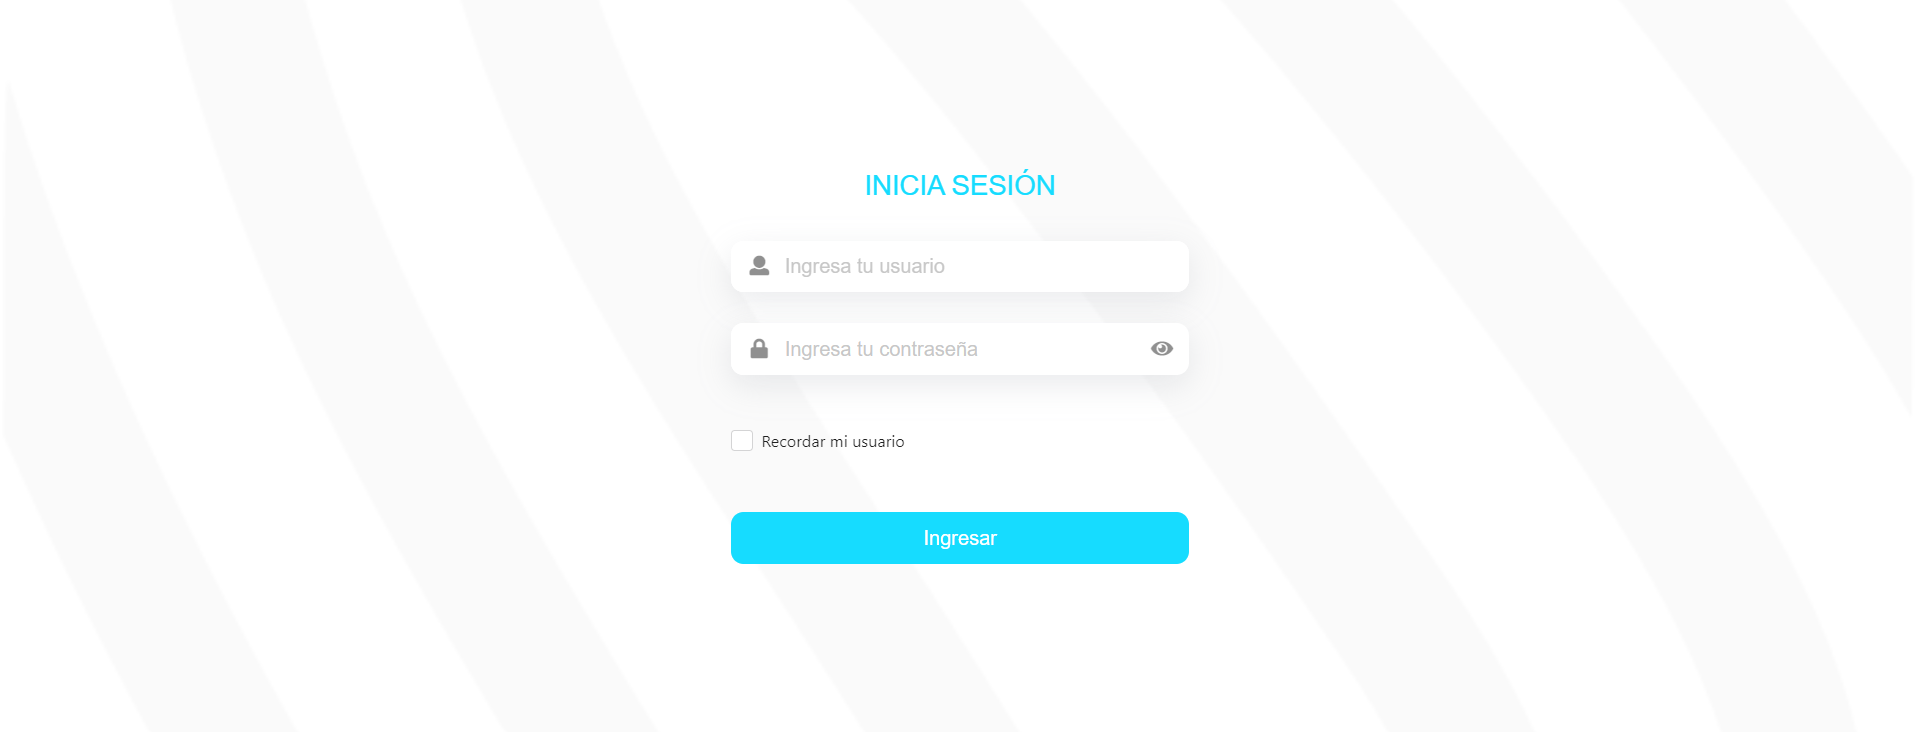 INICIA SESIÓN
Ingresa tu usuario
Ingresa tu contraseña
Recordar mi usuario
Ingresar